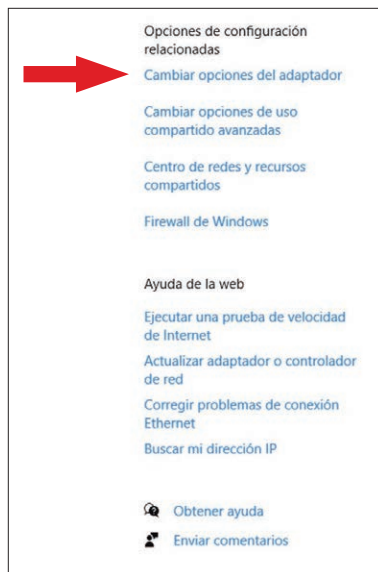 Opciones de configuración
relacionadas
Cambiar opciones del adaptador
Cambiar opciones de uso
compartido avanzadas
Centro de redes y recursos
compartidos
Firewall de Windows
Ayuda de la web
Ejecutar una prueba de velocidad
de Internet
Actualizar adaptador o controlador
de red
Corregir problemas de conexión
Ethernet
Buscar mi dirección IP
Obtener ayuda
Enviar comentarios